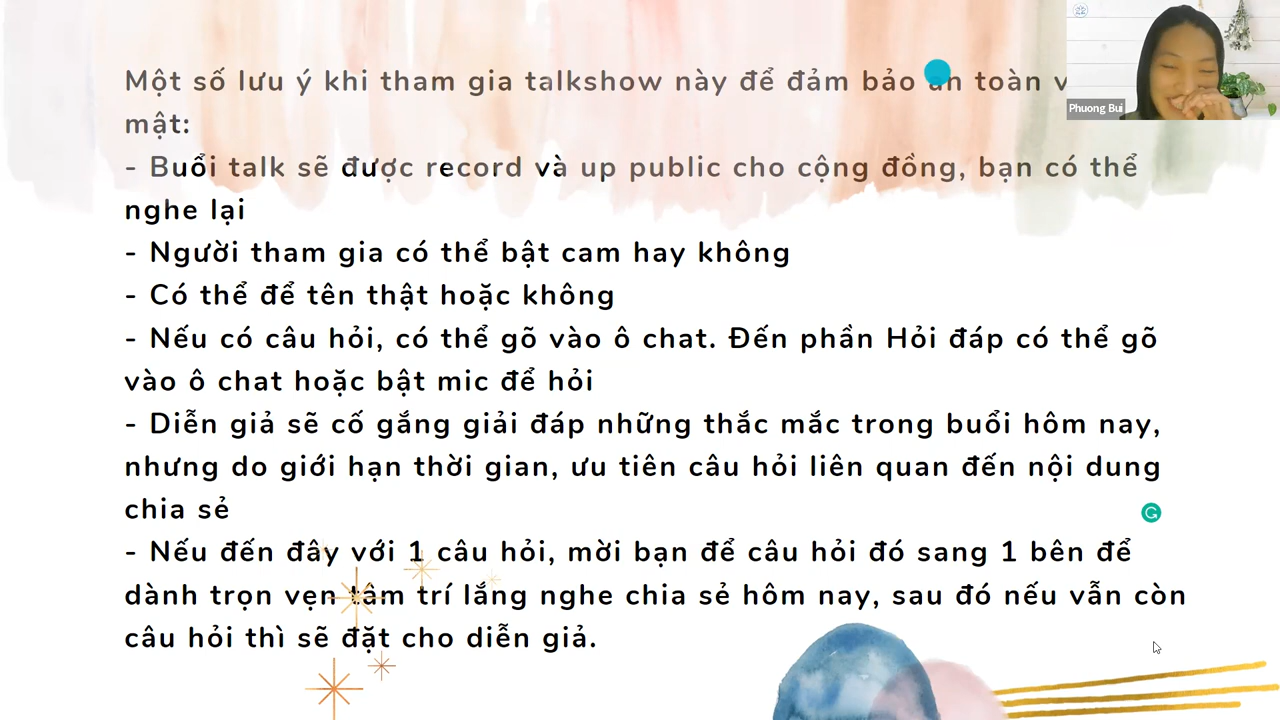 Một số lưu ý khi tham gia talkshow này để đảm bảo an toàn
mật:
- Buổi talk sẽ được record và up public cho cộng đồng, bạn có thể
nghe lại
- Người tham gia có thể bật cam hay không
- Có thể để tên thật hoặc không
- Nếu có câu hỏi, có thể gõ vào ô chat. Đến phần Hỏi đáp có thể gõ
vào ô chat hoặc bật mic để hỏi
- Diễn giả sẽ cố gắng giải đáp những thắc mắc trong buổi hôm nay,
nhưng do giới hạn thời gian, ưu tiên câu hỏi liên quan đến nội dung
chia sẻ
- Nếu đến đây với 1 câu hỏi, mời bạn để câu hỏi đó sang 1 bên để
dành trọn vẹn tâm trí lắng nghe chia sẻ hôm nay, sau đó nếu vẫn còn
câu hỏi thì sẽ đặt cho diễn giả.
Phuong Bui